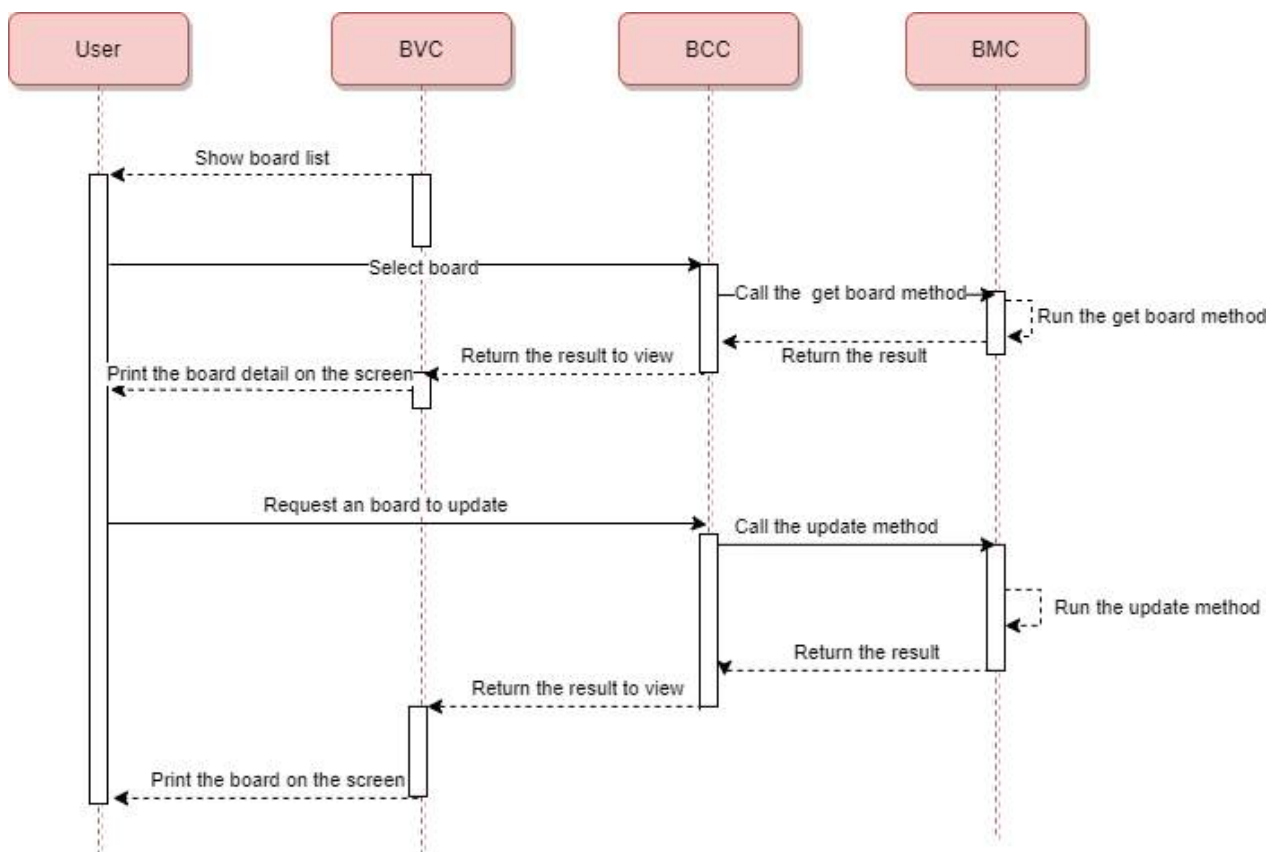 User
BVC
BCC
BMC
Show board list
Select board
Call the  get board method
Run the get board method
Return the result
Return the result to view
Print the board detail on the screen
Request an board to update
Call the update method
Run the update method
Return the result
Return the result to view
Print the board on the screen